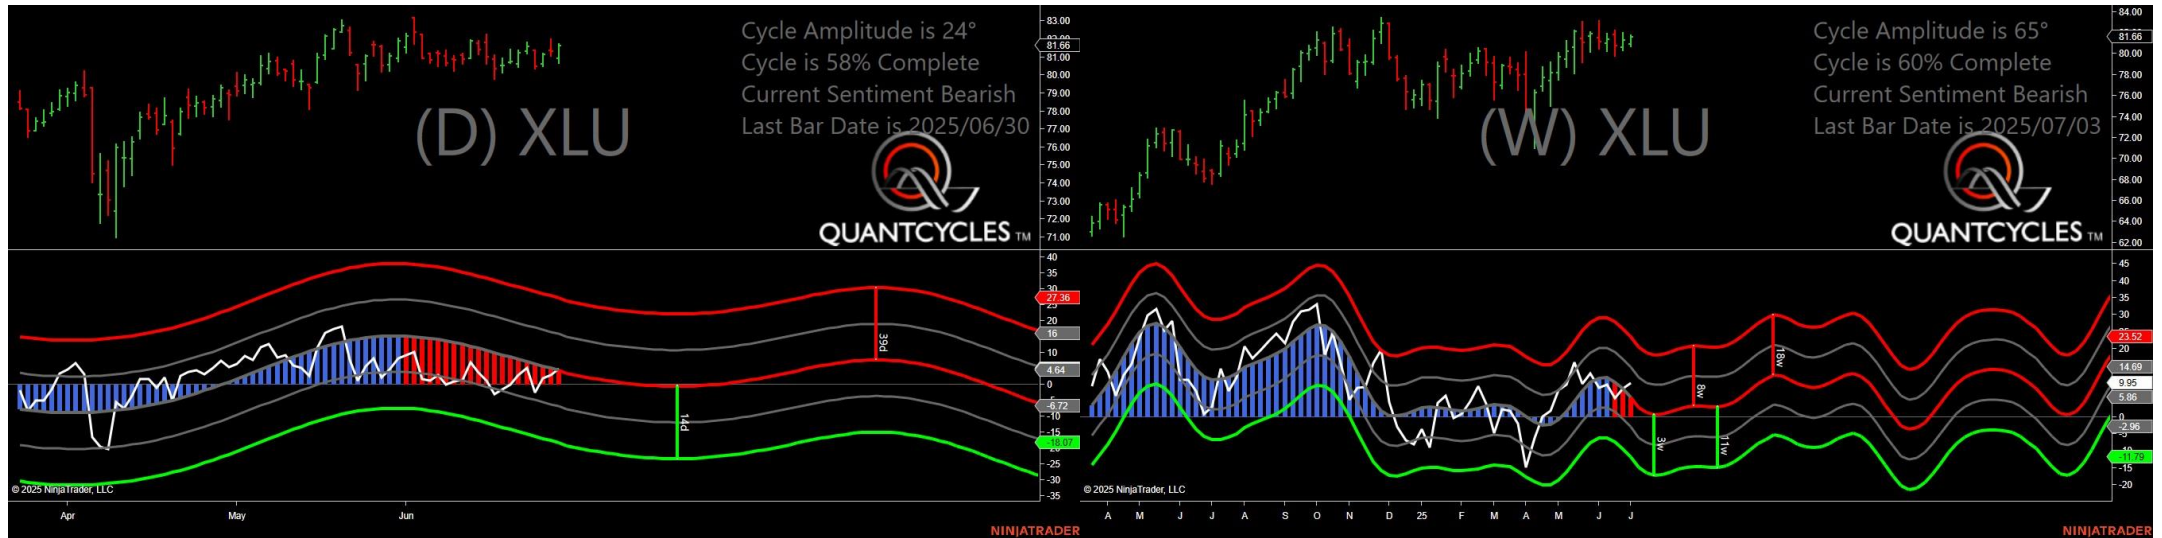 Cycle Amplitude is 24°
Cycle is 58% Complete
Current Sentiment Bearish
Last Bar Date is 2025/06/30
(D) XLU
QUANTCYCLES TM
83.00
81.66
81.00
80.00
79.00
78.00
77.00
76.00
75.00
74.00
73.00
72.00
71.00
40
35
27.36
20
16
10
4.64
0
-6.72
-10
-15
-18.07
-25
-30
-35
39d
14d
© 2025 NinjaTrader, LLC
Apr
May
Jun
NINJATRADER
Cycle Amplitude is 65°
Cycle is 60% Complete
Current Sentiment Bearish
Last Bar Date is 2025/07/03
(W) XLU
QUANTCYCLES TM
84.00
81.66
80.00
78.00
76.00
74.00
72.00
70.00
68.00
66.00
64.00
62.00
45
35
30
23.52
20
14.69
9.95
5.86
0
-2.96
-11.79
-15
-20
8w
18w
3w
11w
© 2025 NinjaTrader, LLC
A M J J A S O N D 25 F M A M J J
NINJATRADER